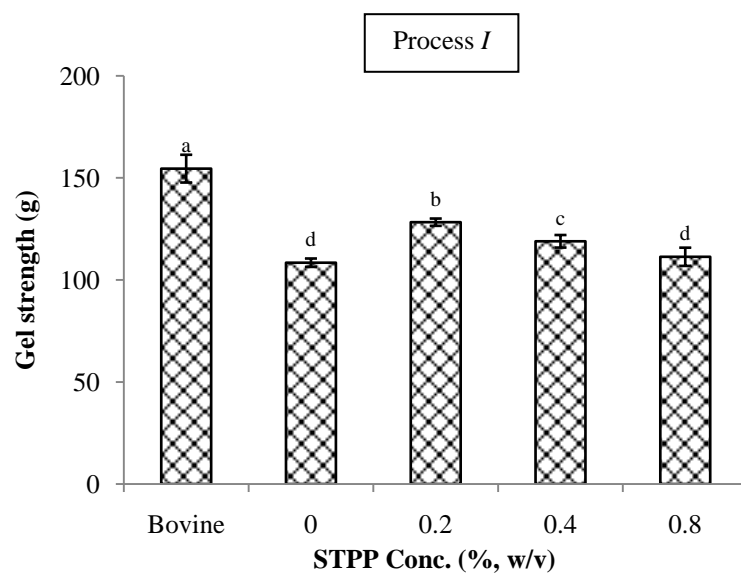 Process I
200
150
100
50
0
Gel strength (g)
a
d
b
c
d
Bovine 0 0.2 0.4 0.8
STPP Conc. (%, w/v)